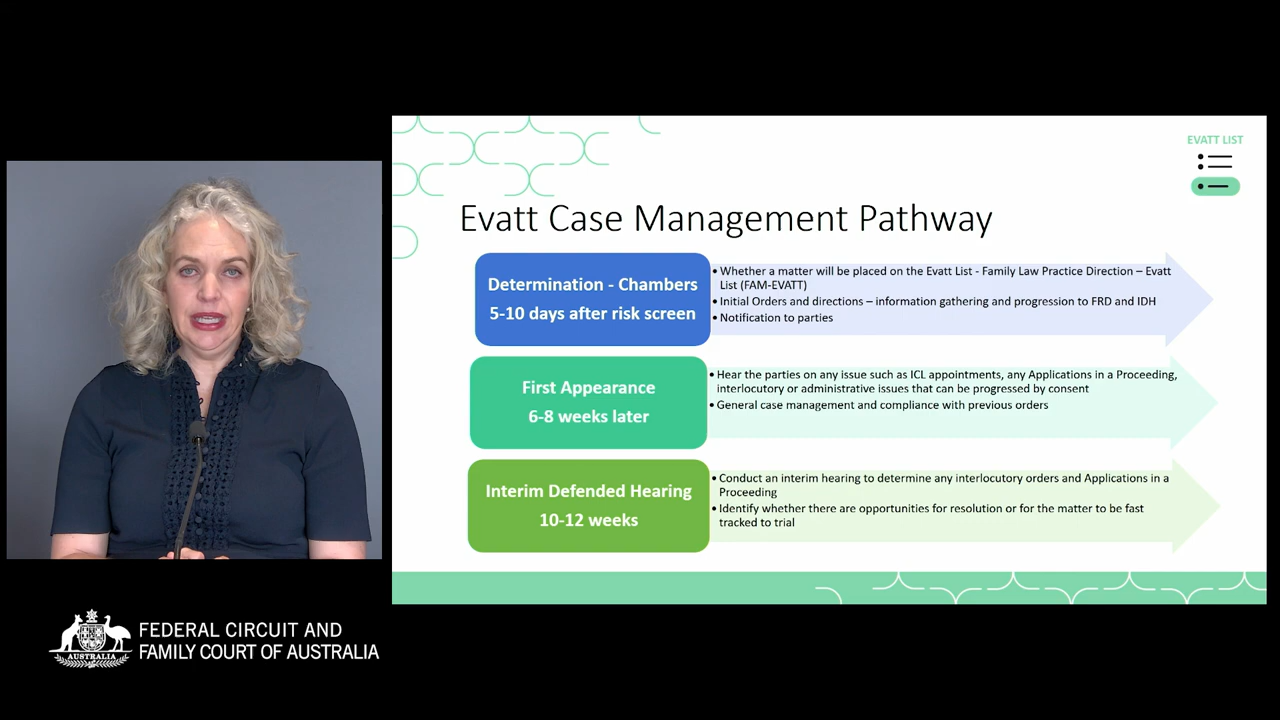 EVATT LIST
Evatt Case Management Pathway
Determination - Chambers
5-10 days after risk screen
• Whether a matter will be placed on the Evatt List - Family Law Practice Direction – Evatt
List (FAM-EVATT)
• Initial Orders and directions – information gathering and progression to FRD and IDH
• Notification to parties
First Appearance
6-8 weeks later
• Hear the parties on any issue such as ICL appointments, any Applications in a Proceeding,
interlocutory or administrative issues that can be progressed by consent
• General case management and compliance with previous orders
Interim Defended Hearing
10-12 weeks
• Conduct an interim hearing to determine any interlocutory orders and Applications in a
Proceeding
• Identify whether there are opportunities for resolution or for the matter to be fast
tracked to trial
AUSTRALIA
FEDERAL CIRCUIT AND
FAMILY COURT OF AUSTRALIA